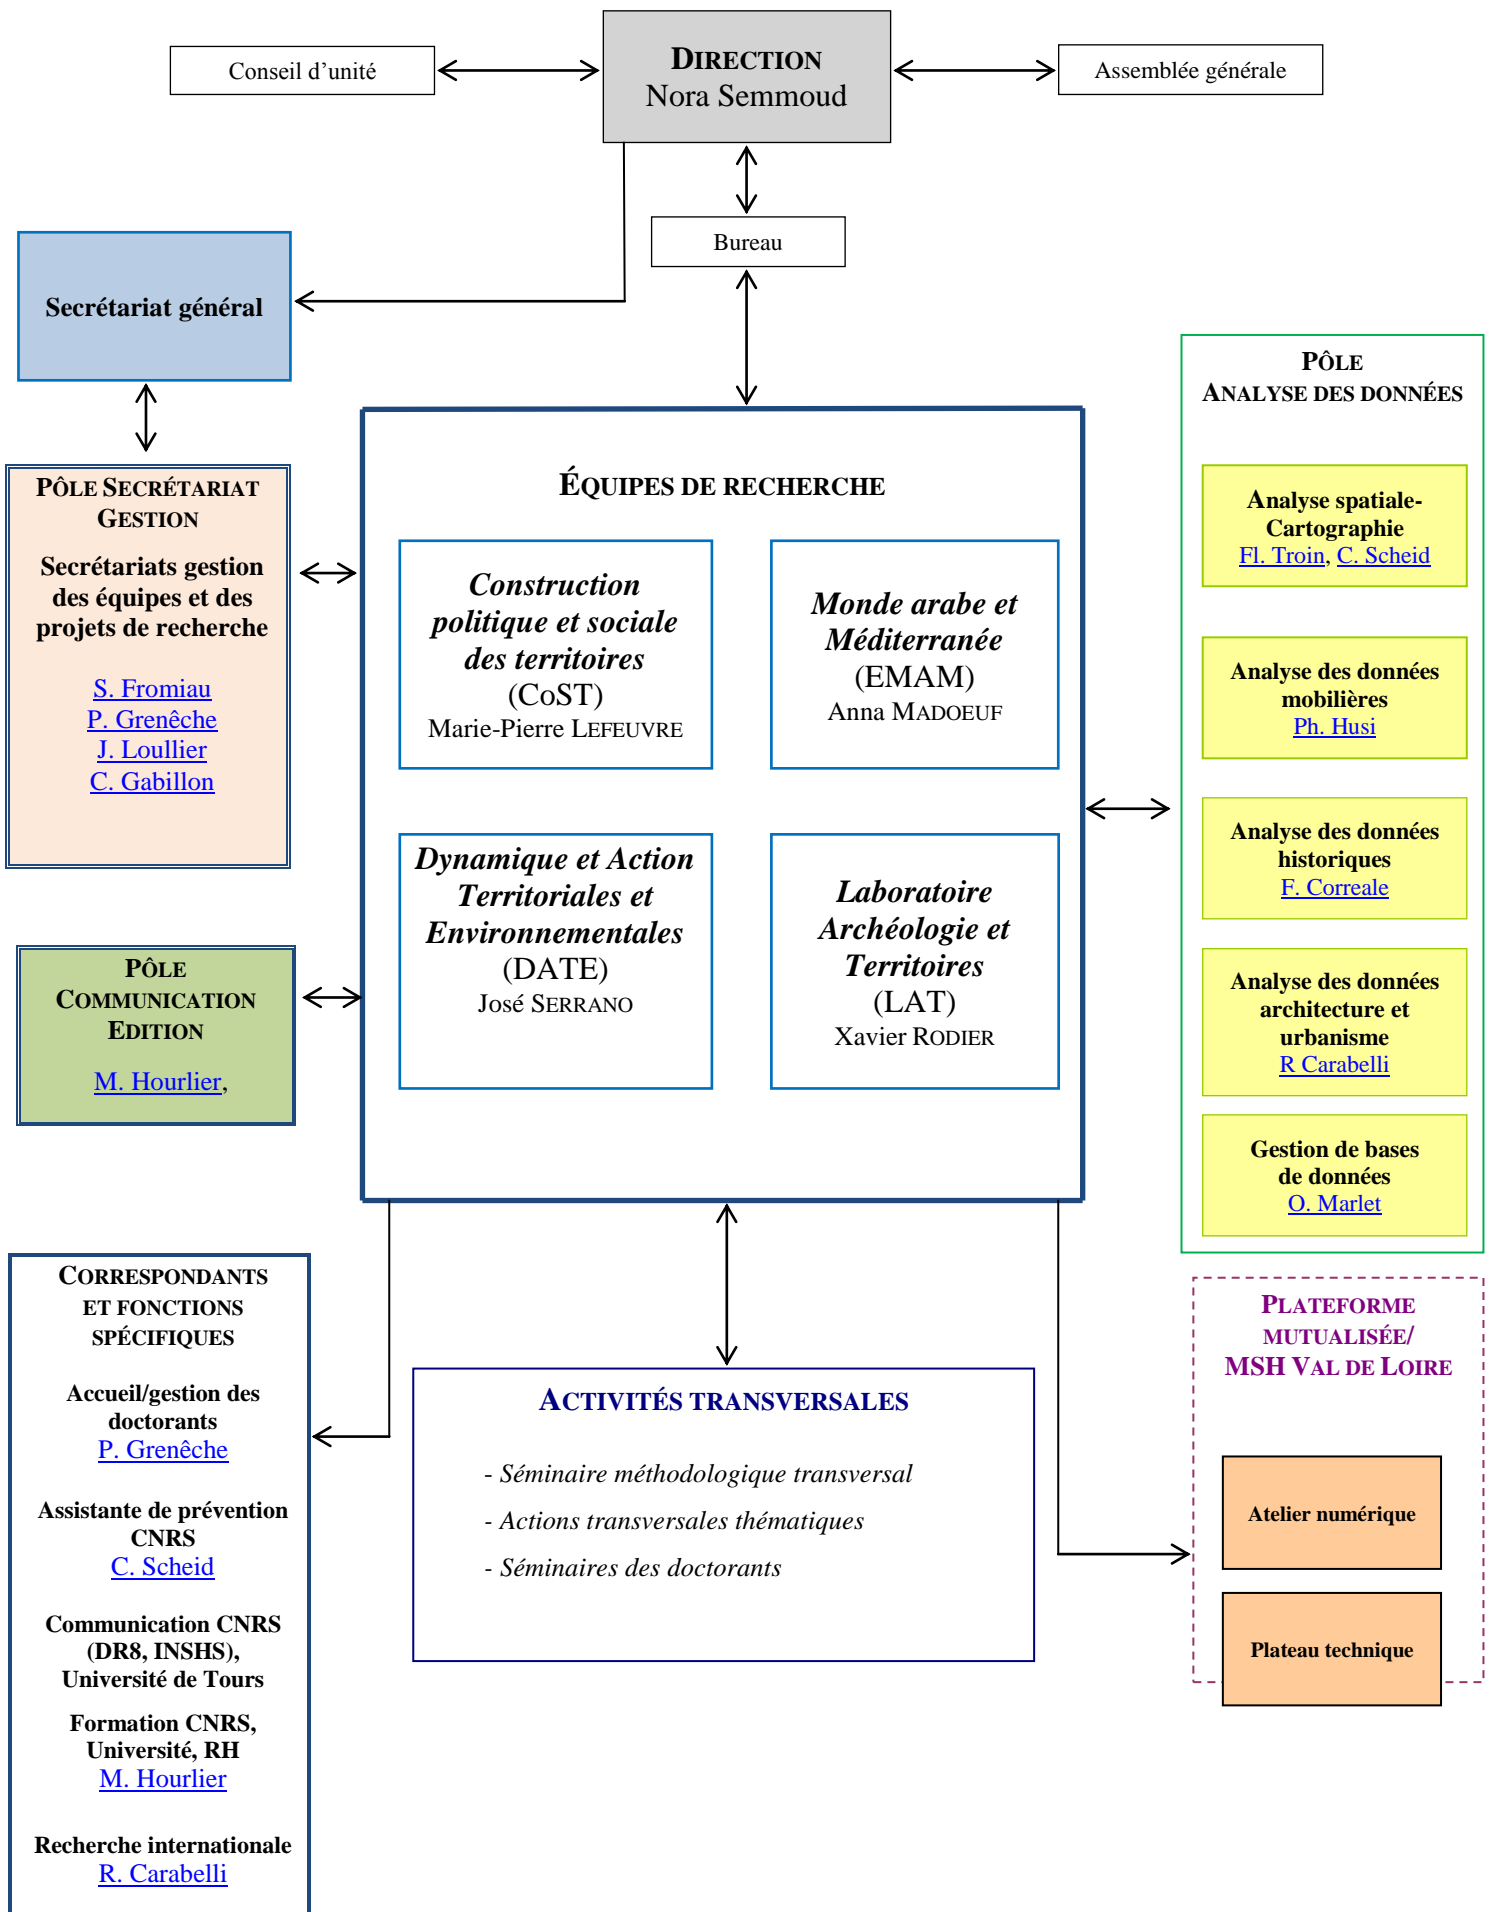 DIRECTION
Nora Semmoud
Conseil d'unité
Assemblée générale
Bureau
Secrétariat général
PÔLE SECRÉTARIAT
GESTION
Secrétariats gestion
des équipes et des
projets de recherche
S. Fromiau
P. Grenêche
J. Loullier
C. Gabillon
PÔLE
COMMUNICATION
EDITION
M. Hourlier,
ÉQUIPES DE RECHERCHE
Construction
politique et sociale
des territoires
(CoST)
Marie-Pierre LEFEUVRE
Monde arabe et
Méditerranée
(EMAM)
Anna MADOEUF
Dynamique et Action
Territoriales et
Environnementales
(DATE)
José SERRANO
Laboratoire
Archéologie et
Territoires
(LAT)
Xavier RODIER
PÔLE
ANALYSE DES DONNÉES
Analyse spatiale-
Cartographie
Fl. Troin, C. Scheid
Analyse des données
mobilières
Ph. Husi
Analyse des données
historiques
F. Correale
Analyse des données
architecture et
urbanisme
R Carabelli
Gestion de bases
de données
O. Marlet
CORRESPONDANTS
ET FONCTIONS
SPÉCIFIQUES
Accueil/gestion des
doctorants
P. Grenêche
Assistante de prévention
CNRS
C. Scheid
Communication CNRS
(DR8, INSHS),
Université de Tours
Formation CNRS,
Université, RH
M. Hourlier
Recherche internationale
R. Carabelli
ACTIVITÉS TRANSVERSALES
- Séminaire méthodologique transversal
- Actions transversales thématiques
- Séminaires des doctorants
PLATEFORME
MUTUALISÉE/
MSH VAL DE LOIRE
Atelier numérique
Plateau technique